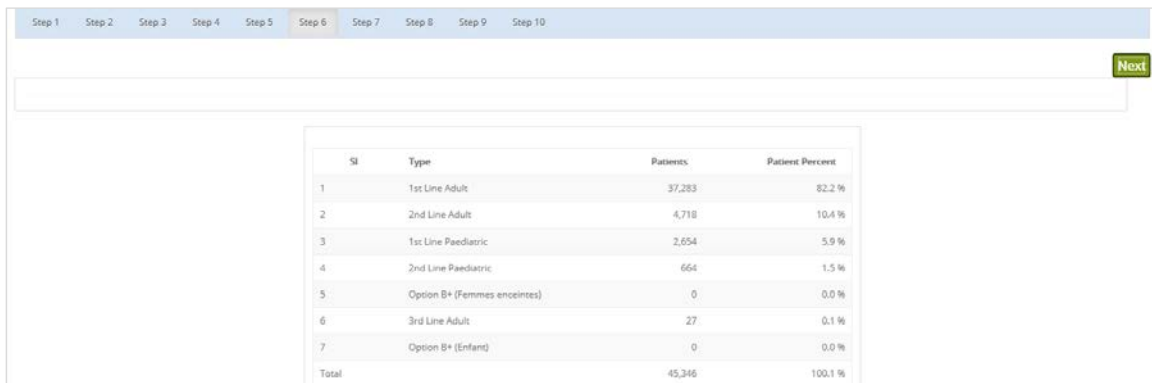 Step 1 Step 2 Step 3 Step 4 Step 5 Step 6 Step 7 Step 8 Step 9 Step 10
Next
Sl Type Patients Patient Percent
1 1st Line Adult 37,283 82.2 %
2 2nd Line Adult 4,718 10.4 %
3 1st Line Paediatric 2,654 5.9 %
4 2nd Line Paediatric 664 1.5 %
5 Option B+ (Femmes enceintes) 0 0.0 %
6 3rd Line Adult 27 0.1 %
7 Option B+ (Enfant) 0 0.0 %
Total 45,346 100.1 %